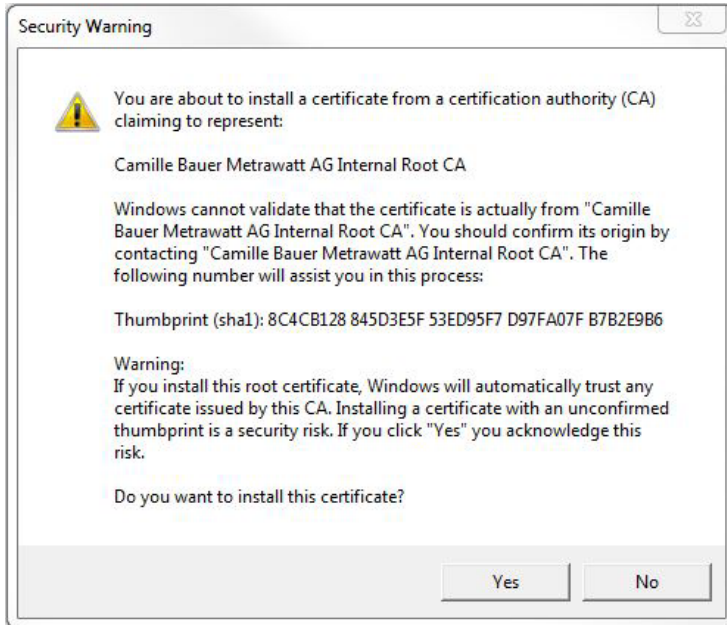 Security Warning
You are about to install a certificate from a certification authority (CA)
claiming to represent:
Camille Bauer Metrawatt AG Internal Root CA
Windows cannot validate that the certificate is actually from "Camille
Bauer Metrawatt AG Internal Root CA". You should confirm its origin by
contacting "Camille Bauer Metrawatt AG Internal Root CA". The
following number will assist you in this process:
Thumbprint (sha1): 8C4CB128 845D3E5F 53ED95F7 D97FA07F B7B2E9B6
Warning:
If you install this root certificate, Windows will automatically trust any
certificate issued by this CA. Installing a certificate with an unconfirmed
thumbprint is a security risk. If you click "Yes" you acknowledge this
risk.
Do you want to install this certificate?
Yes No